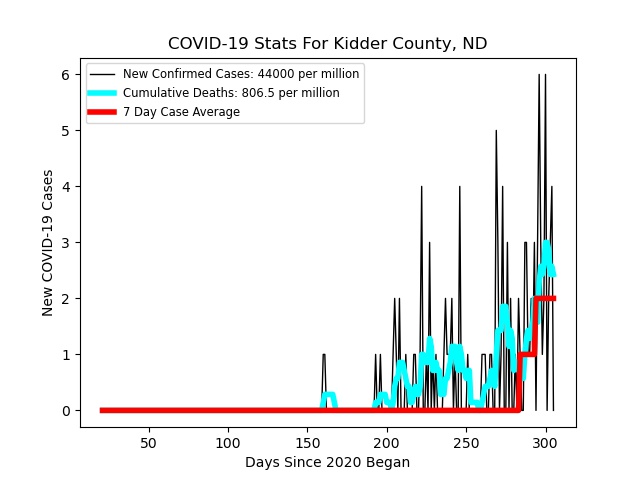 COVID-19 Stats For Kidder County, ND
New Confirmed Cases: 44000 per million
Cumulative Deaths: 806.5 per million
7 Day Case Average
New COVID-19 Cases
6
5
4
3
2
1
0
50 100 150 200 250 300
Days Since 2020 Began